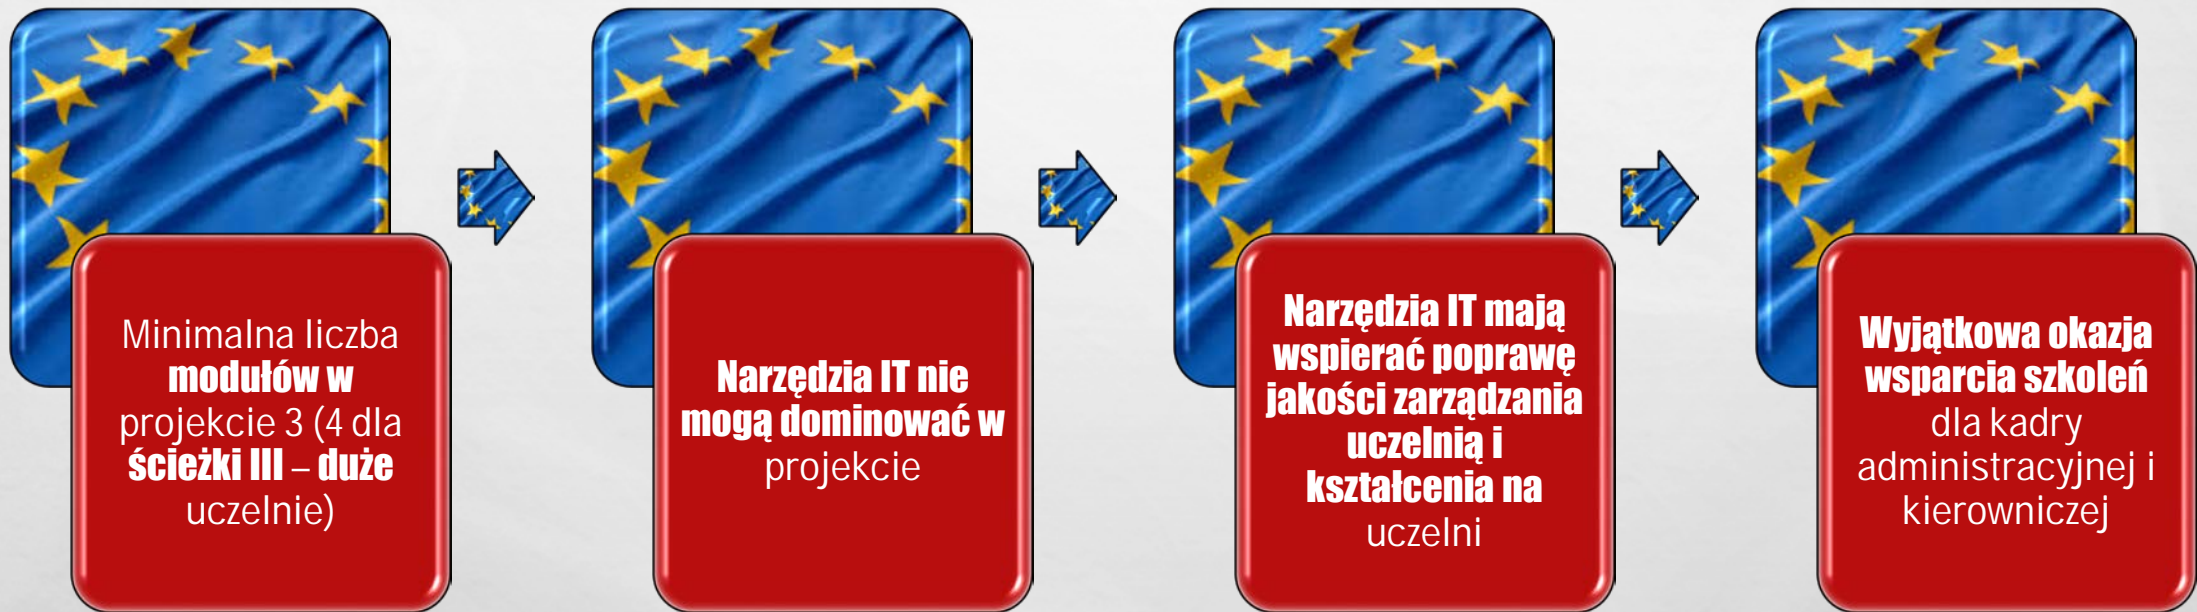 Minimalna liczba
modułów w
projekcie 3 (4 dla
ścieżki III – duże
uczelnie)
Narzędzia IT nie
mogą dominować w
projekcie
Narzędzia IT mają
wspierać poprawę
jakości zarządzania
uczelnią i
kształcenia na
uczelni
Wyjątkowa okazja
wsparcia szkoleń
dla kadry
administracyjnej i
kierowniczej